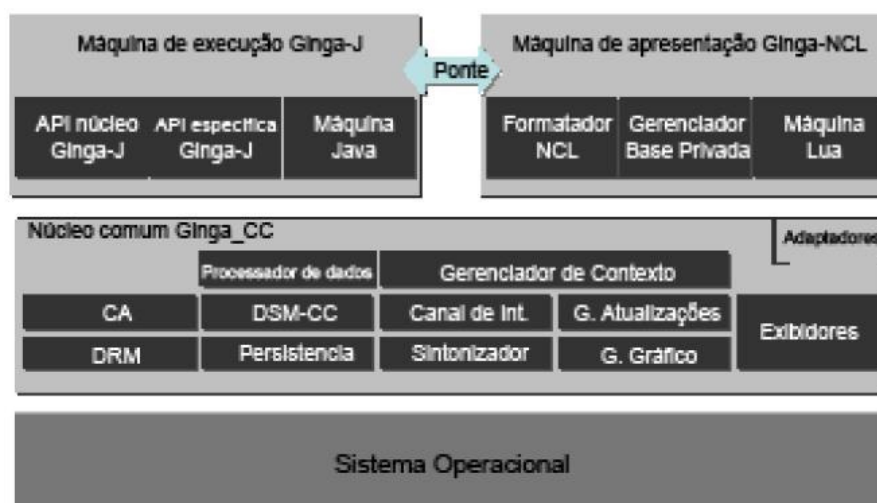 Máquina de execução Ginga-J
Máquina de apresentação Ginga-NCL
Ponte
API núcleo
Ginga-J
API especifica
Ginga-J
Máquina
Java
Formatador
NCL
Gerenciador
Base Privada
Máquina
Lua
Núcleo comum Ginga_CC
Adaptadores
Processador de dados
Gerenciador de Contexto
CA
DSM-CC
Canal de Int.
G. Atualizações
Exibidores
DRM
Persistencia
Sintonizador
G. Gráfico
Sistema Operacional